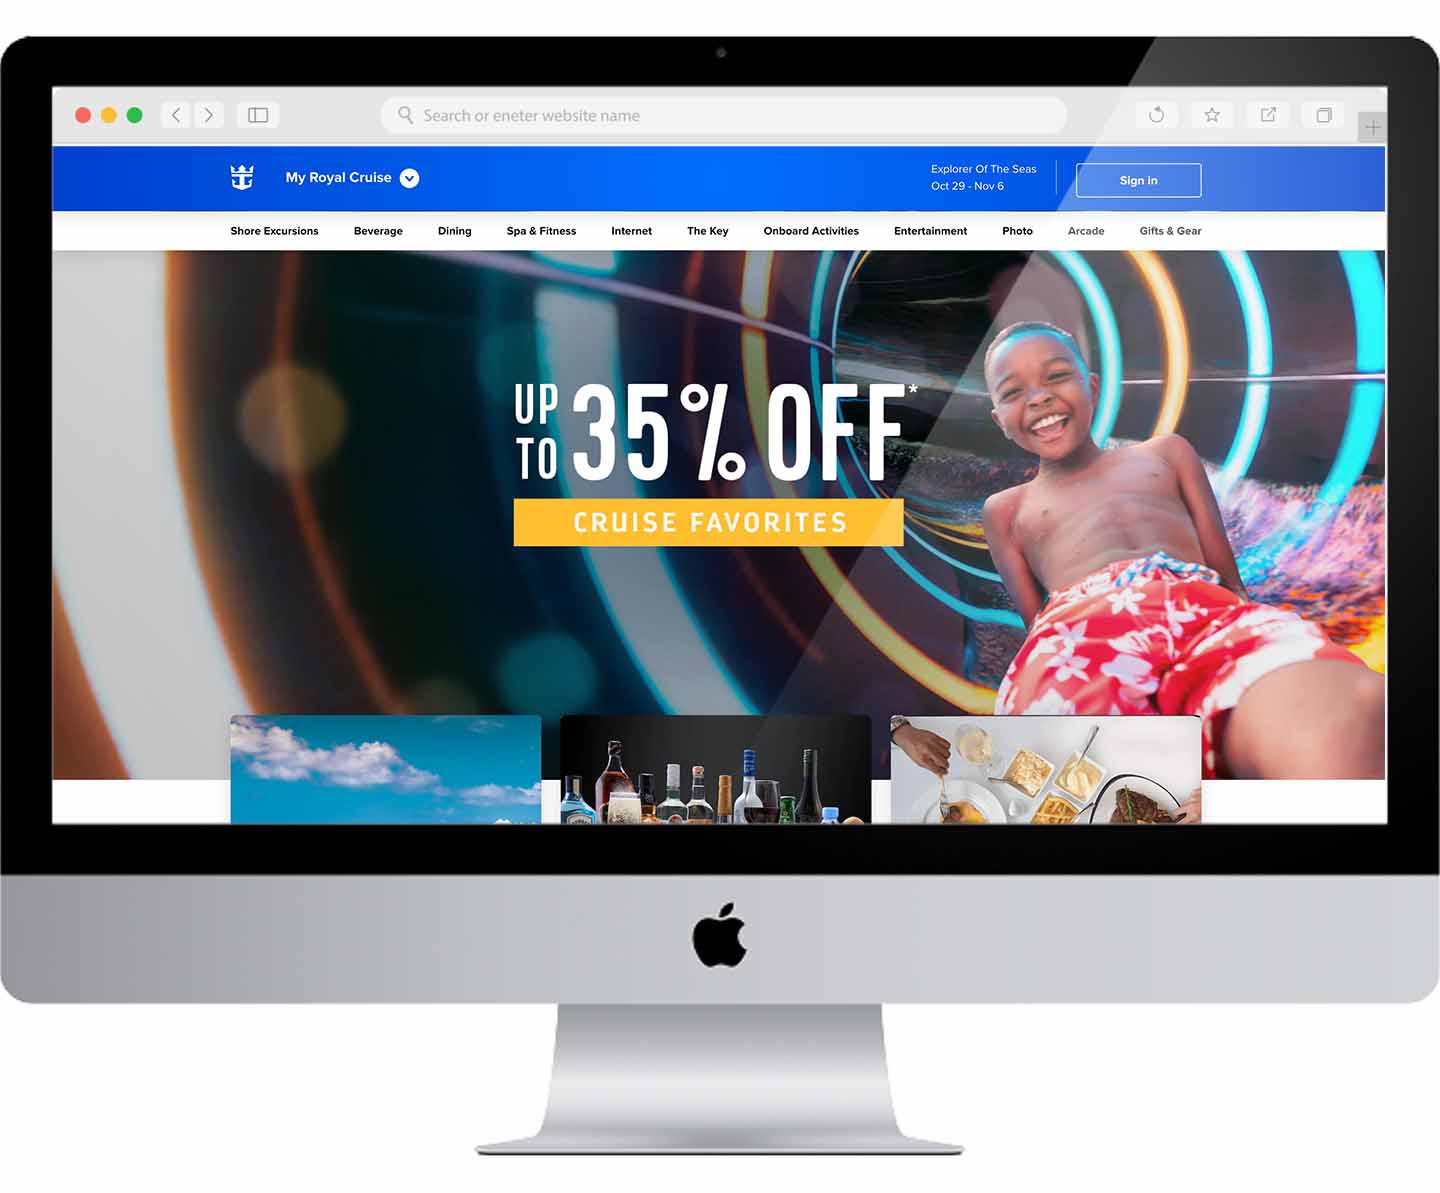 Search or eneter website name
My Royal Cruise
Explorer Of The Seas
Oct 29 - Nov 6
Sign in
Shore Excursions Beverage Dining Spa & Fitness Internet The Key Onboard Activities Entertainment Photo Arcade Gifts & Gear
UP TO 35% OFF*
CRUISE FAVORITES